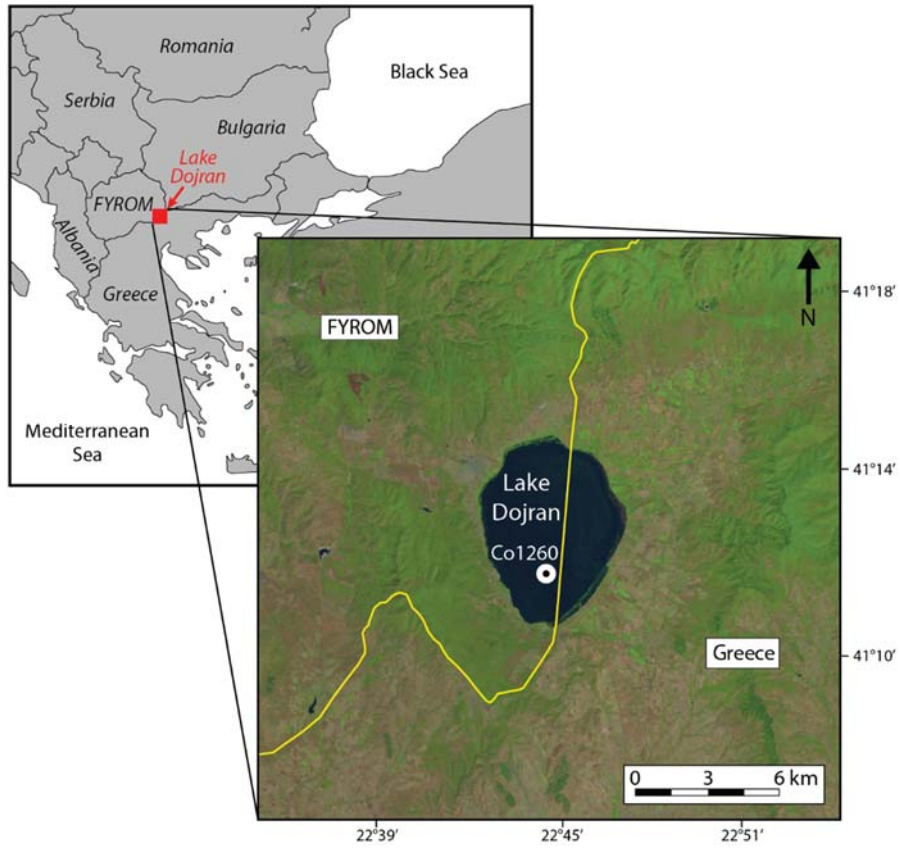 Romania
Black Sea
Serbia
Bulgaria
Lake
Dojran
FYROM
Albania
Greece
Mediterranean
Sea
N
41°18'
FYROM
41°14'
Lake
Dojran
Co1260
Greece
41°10'
0 3 6 km
22°39' 22°45' 22°51'